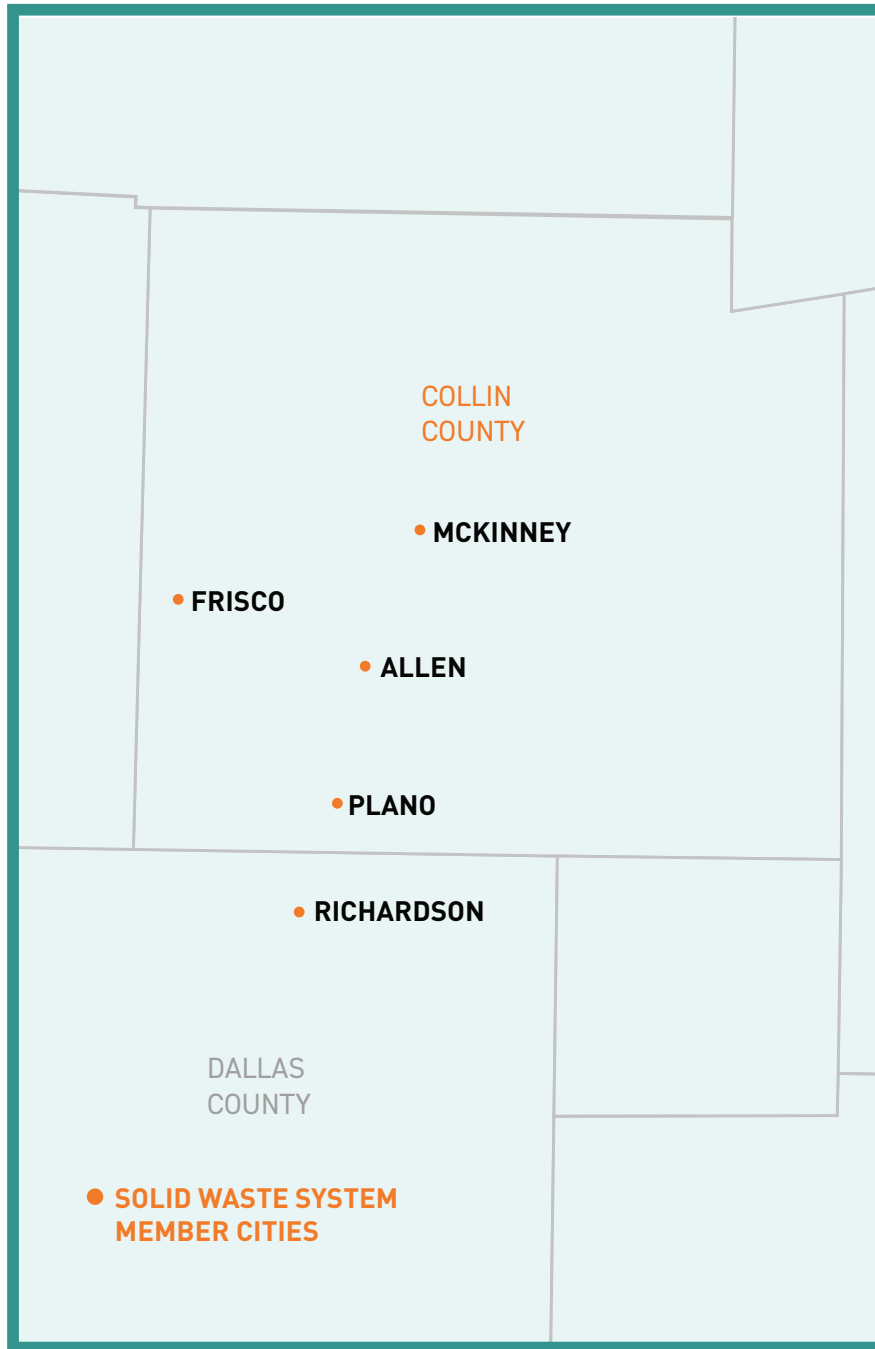 COLLIN
COUNTY
MCKINNEY
FRISCO
ALLEN
PLANO
RICHARDSON
DALLAS
COUNTY
SOLID WASTE SYSTEM
MEMBER CITIES